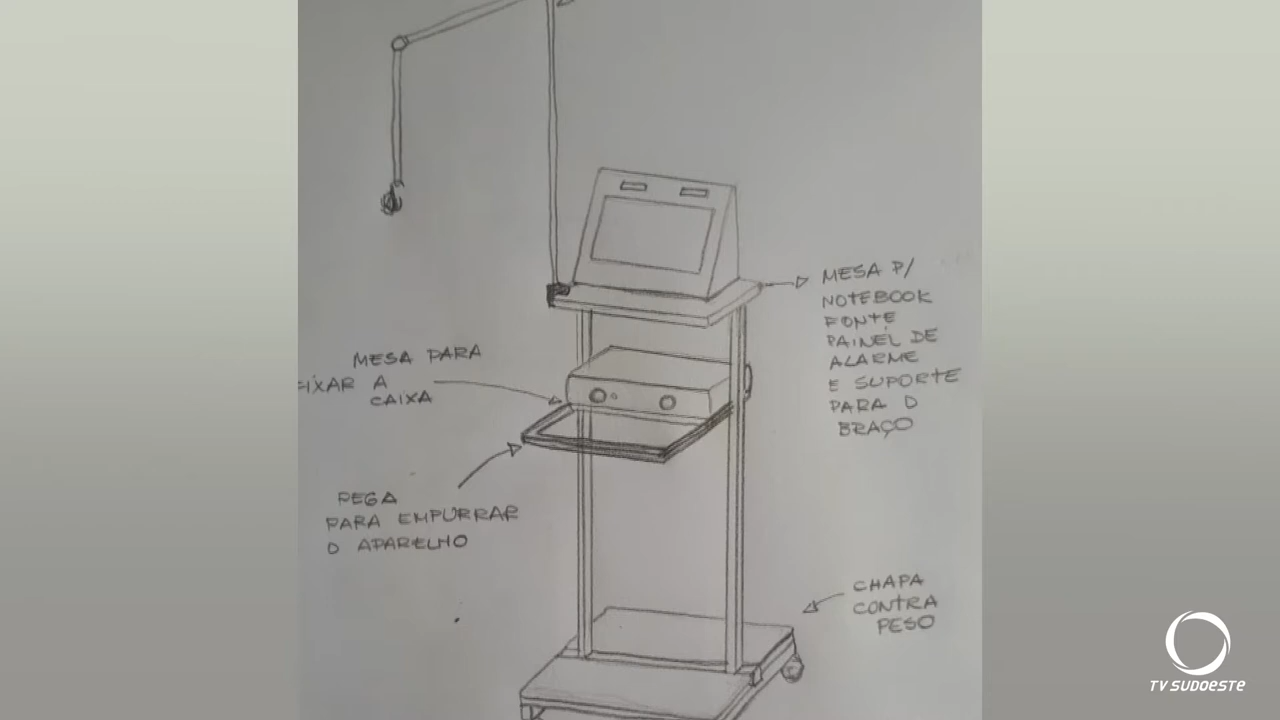 MESA P/
NOTEBOOK
FONTE
PAINEL DE
ALARME
E SUPORTE
PARA O
BRAÇO
MESA PARA
FIXAR A
CAIXA
PEGA
PARA EMPURRAR
O APARELHO
CHAPA
CONTRA
PESO
TV SUDOESTE